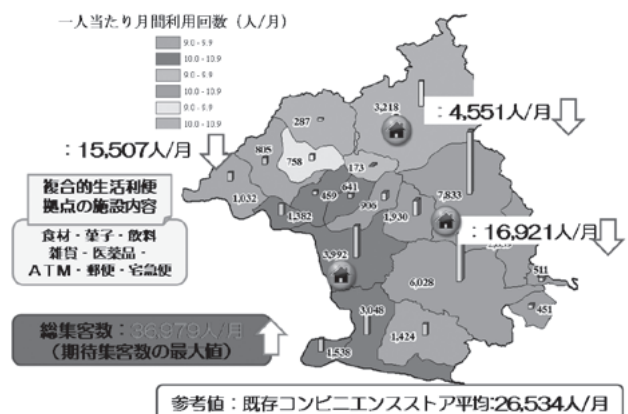 一人当たり月間利用回数（人/月）
9.0 - 9.9
10.0 - 10.9
9.0 - 9.9
10.0 - 10.9
9.0 - 9.9
10.0 - 10.9
：15,507人/月
：4,551人/月
：16,921人/月
3,218
287
805
758
173
1,032
459
641
906
1,382
1,930
7,833
3,992
6,028
511
451
3,048
1,424
1,538
複合的生活利便
拠点の施設内容
食材・菓子・飲料
雑貨・医薬品・
ＡＴＭ・郵便・宅急便
総集客数：36,979人/月
（期待集客数の最大値）
参考値：既存コンビニエンスストア平均:26,534人/月